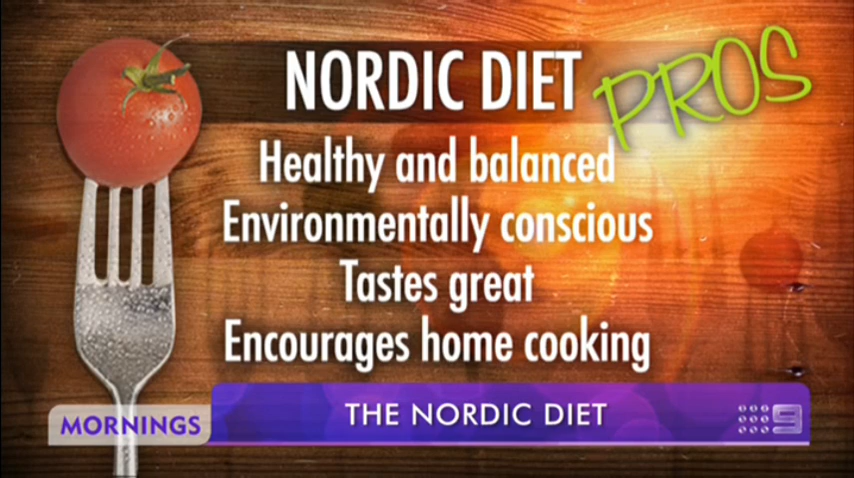 NORDIC DIET
PROS
Healthy and balanced
Environmentally conscious
Tastes great
Encourages home cooking
MORNINGS
THE NORDIC DIET
9